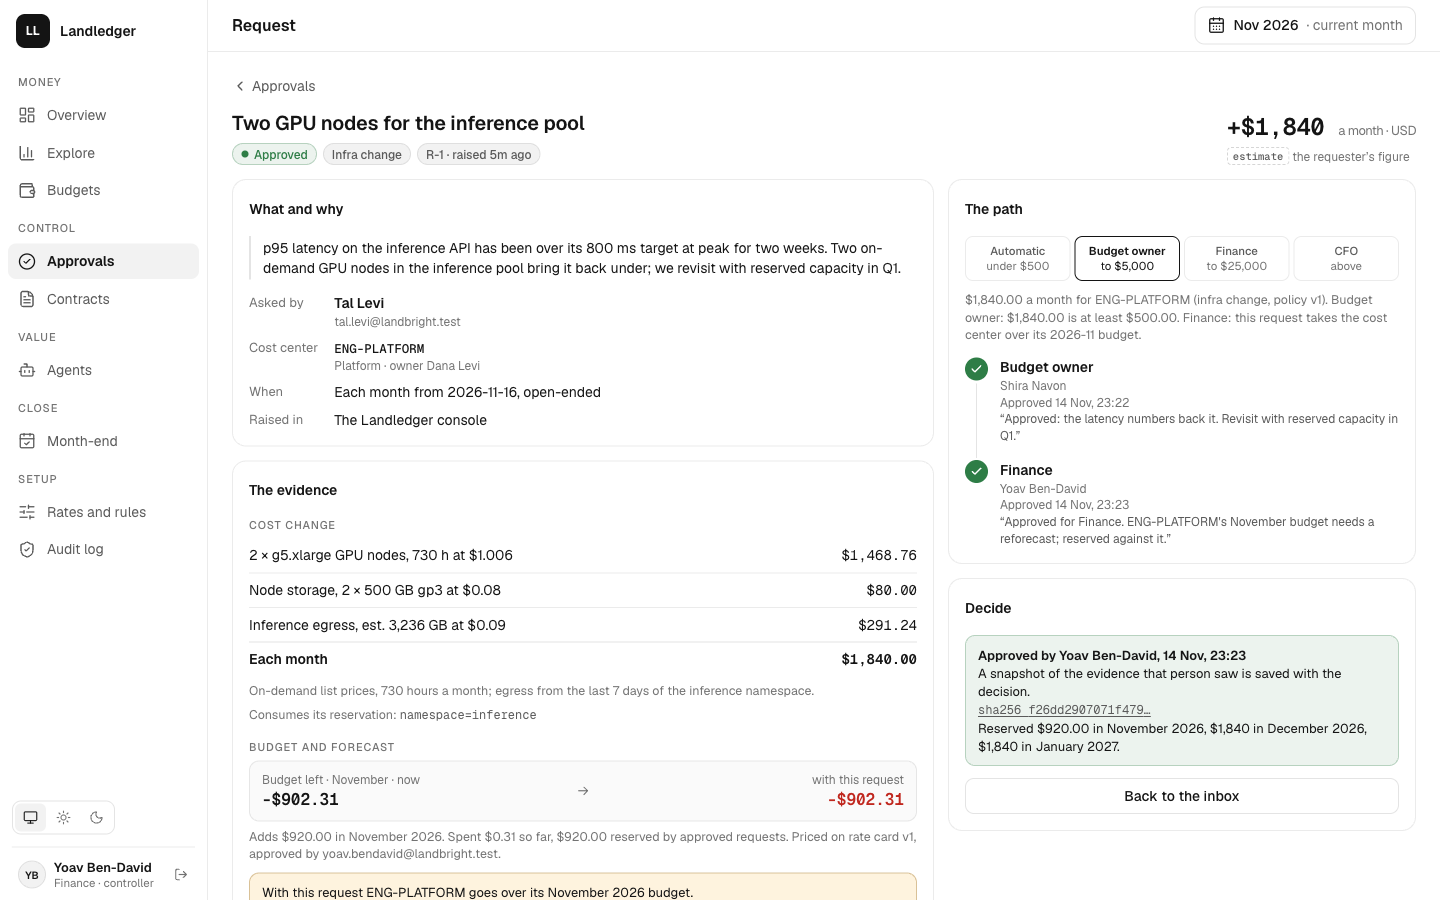 LL Landledger
MONEY
Overview
Explore
Budgets
CONTROL
Approvals
Contracts
VALUE
Agents
CLOSE
Month-end
SETUP
Rates and rules
Audit log
YB
Yoav Ben-David
Finance · controller
Request
Nov 2026 · current month
Approvals
Two GPU nodes for the inference pool
Approved
Infra change
R-1 · raised 5m ago
+$1,840 a month · USD
estimate the requester's figure
What and why
p95 latency on the inference API has been over its 800 ms target at peak for two weeks. Two on-
demand GPU nodes in the inference pool bring it back under; we revisit with reserved capacity in Q1.
Asked by Tal Levi
tal.levi@landbright.test
Cost center ENG-PLATFORM
Platform · owner Dana Levi
When Each month from 2026-11-16, open-ended
Raised in The Landledger console
The evidence
COST CHANGE
2 × g5.xlarge GPU nodes, 730 h at $1.006 $1,468.76
Node storage, 2 × 500 GB gp3 at $0.08 $80.00
Inference egress, est. 3,236 GB at $0.09 $291.24
Each month $1,840.00
On-demand list prices, 730 hours a month; egress from the last 7 days of the inference namespace.
Consumes its reservation: namespace=inference
BUDGET AND FORECAST
Budget left · November · now with this request
-$902.31 → -$902.31
Adds $920.00 in November 2026. Spent $0.31 so far, $920.00 reserved by approved requests. Priced on rate card v1,
approved by yoav.bendavid@landbright.test.
With this request ENG-PLATFORM goes over its November 2026 budget.
The path
Automatic
under $500
Budget owner
to $5,000
Finance
to $25,000
CFO
above
$1,840.00 a month for ENG-PLATFORM (infra change, policy v1). Budget
owner: $1,840.00 is at least $500.00. Finance: this request takes the cost
center over its 2026-11 budget.
Budget owner
Shira Navon
Approved 14 Nov, 23:22
“Approved: the latency numbers back it. Revisit with reserved capacity in
Q1.”
Finance
Yoav Ben-David
Approved 14 Nov, 23:23
“Approved for Finance. ENG-PLATFORM's November budget needs a
reforecast; reserved against it.”
Decide
Approved by Yoav Ben-David, 14 Nov, 23:23
A snapshot of the evidence that person saw is saved with the
decision.
sha256 f26dd2907071f479…
Reserved $920.00 in November 2026, $1,840 in December 2026,
$1,840 in January 2027.
Back to the inbox